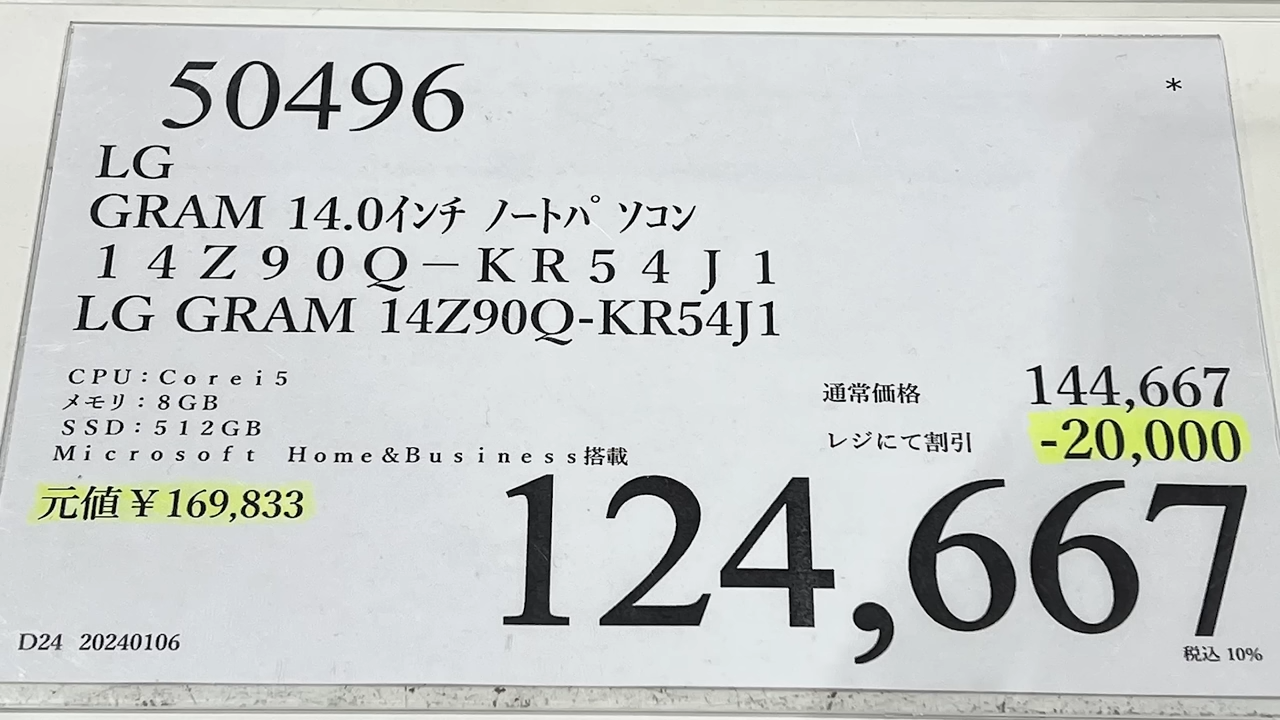 50496
*
LG
GRAM 14.0インチ ノートパソコン
14Z90Q-KR54J1
LG GRAM 14Z90Q-KR54J1
CPU:Corei5
メモリ:8GB
SSD:512GB
Microsoft Home&Business搭載
元値¥169,833
通常価格 144,667
レジにて割引 -20,000
124,667
税込 10%
D24 20240106